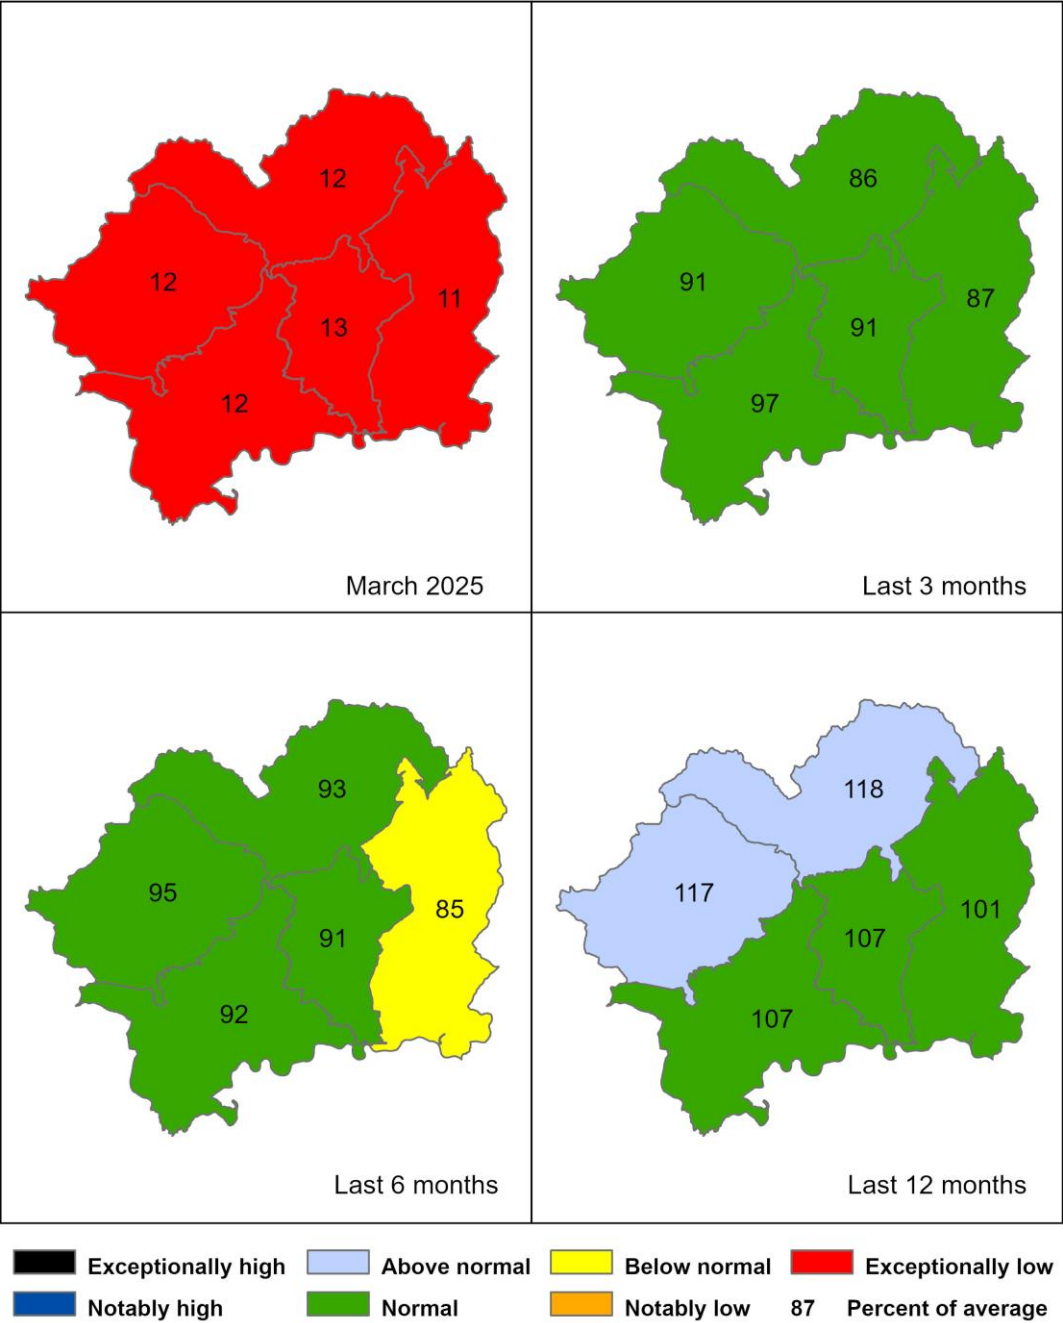 12
12
11
13
12
March 2025
86
91
87
91
97
Last 3 months
93
95
85
91
92
Last 6 months
118
117
101
107
107
Last 12 months
Exceptionally high
Above normal
Below normal
Exceptionally low
Notably high
Normal
Notably low
87 Percent of average